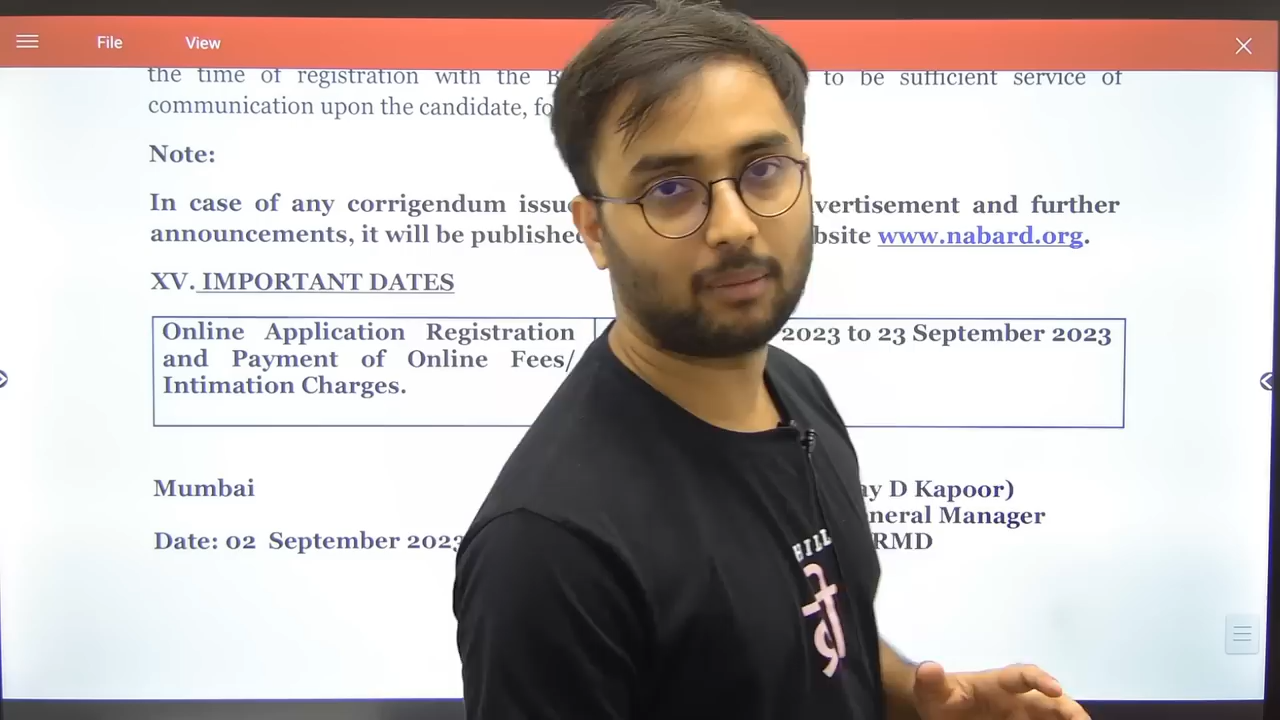 File View
the time of registration with the B to be sufficient service of
communication upon the candidate, fo
Note:
In case of any corrigendum issue vertisement and further
announcements, it will be published bsite www.nabard.org.
XV. IMPORTANT DATES
Online Application Registration 2023 to 23 September 2023
and Payment of Online Fees/
Intimation Charges.
Mumbai ay D Kapoor)
neral Manager
Date: 02 September 2023 RMD